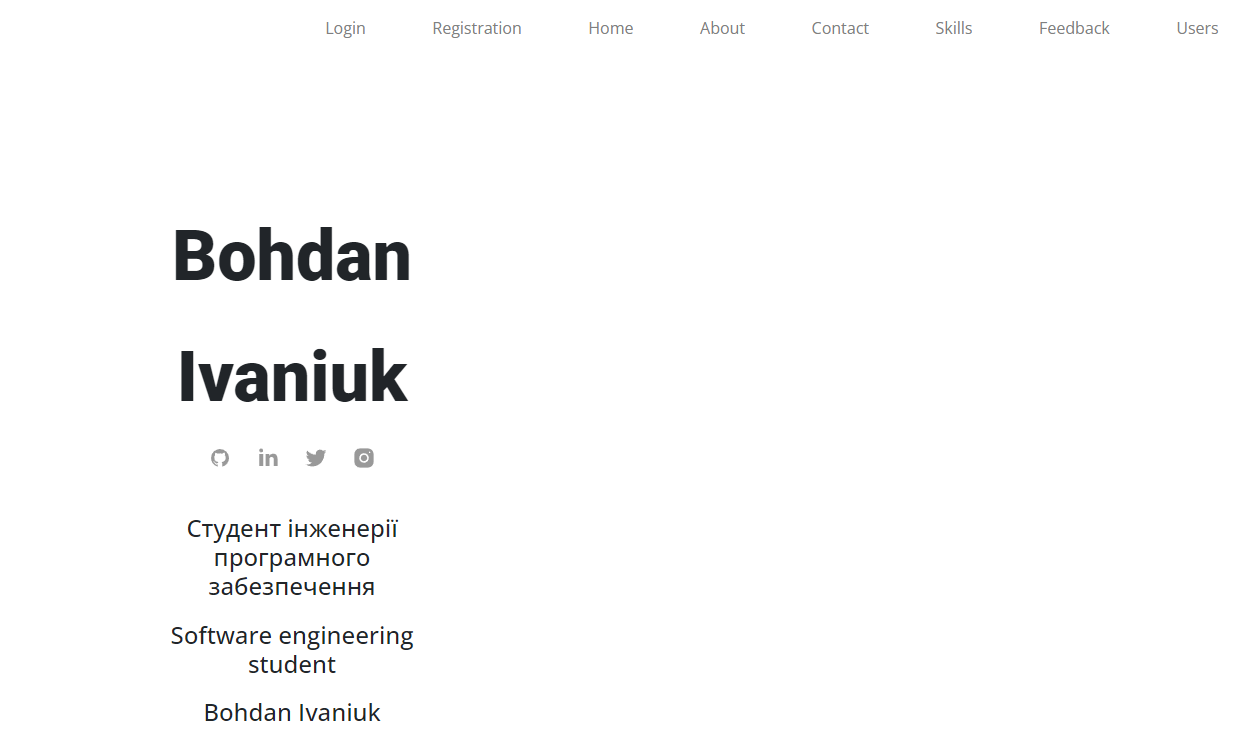 Login Registration Home About Contact Skills Feedback Users
Bohdan
Ivaniuk
Студент інженерії
програмного
забезпечення
Software engineering
student
Bohdan Ivaniuk